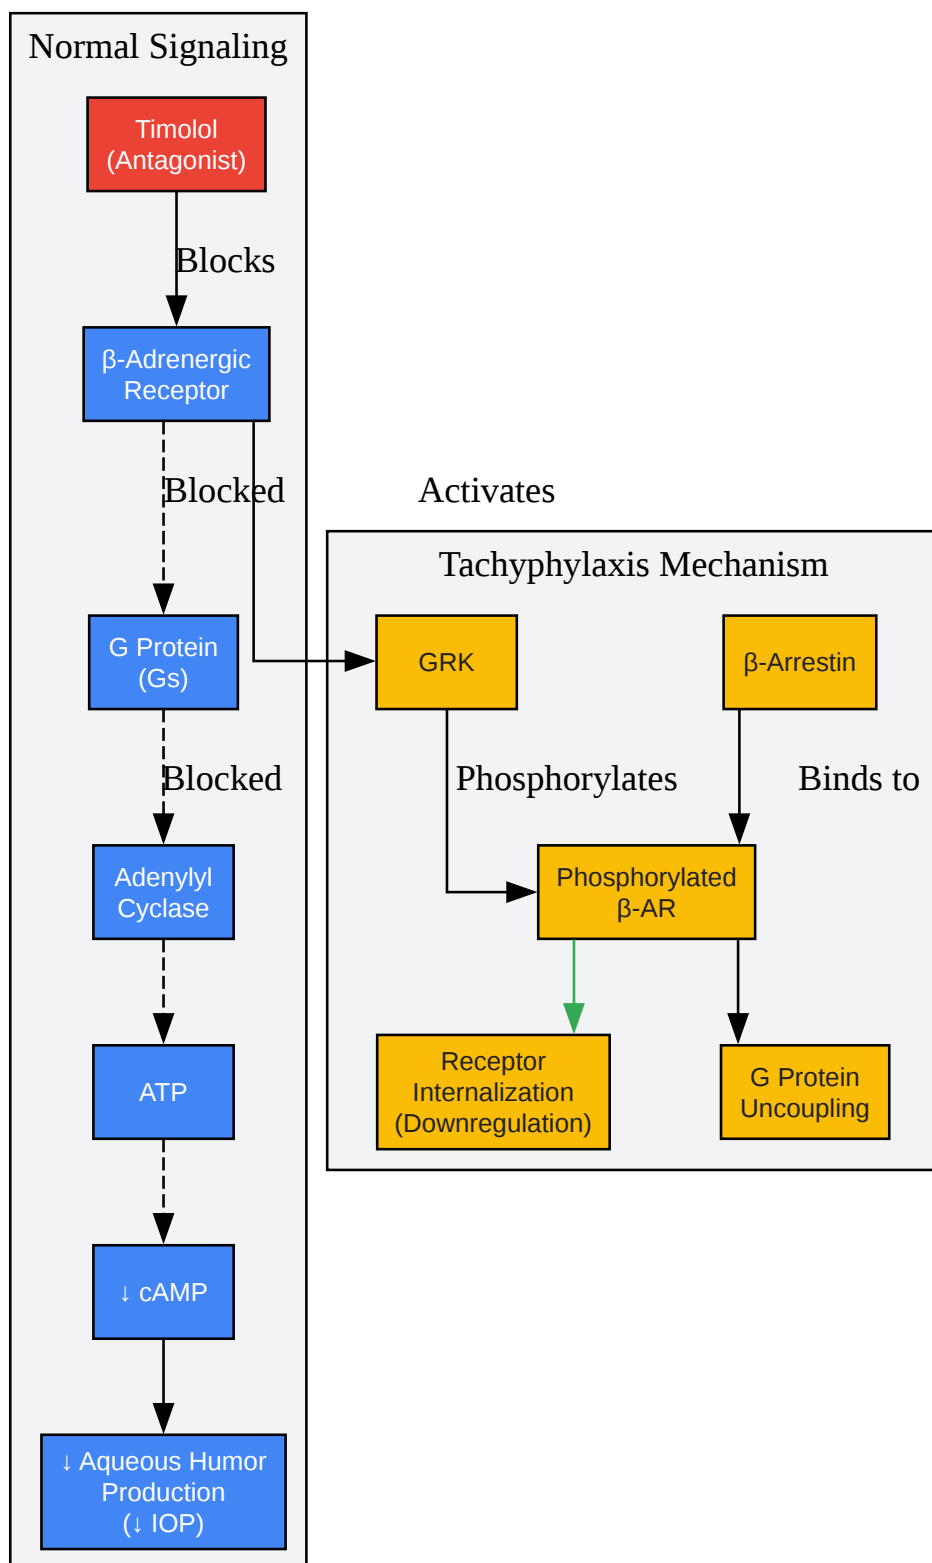 Normal Signaling
Timolol
(Antagonist)
Blocks
β-Adrenergic
Receptor
Blocked
Activates
Tachyphylaxis Mechanism
G Protein
(Gs)
GRK
β-Arrestin
Blocked
Phosphorylates
Binds to
Adenylyl
Cyclase
Phosphorylated
β-AR
ATP
Receptor
Internalization
(Downregulation)
G Protein
Uncoupling
↓ cAMP
↓ Aqueous Humor
Production
(↓ IOP)